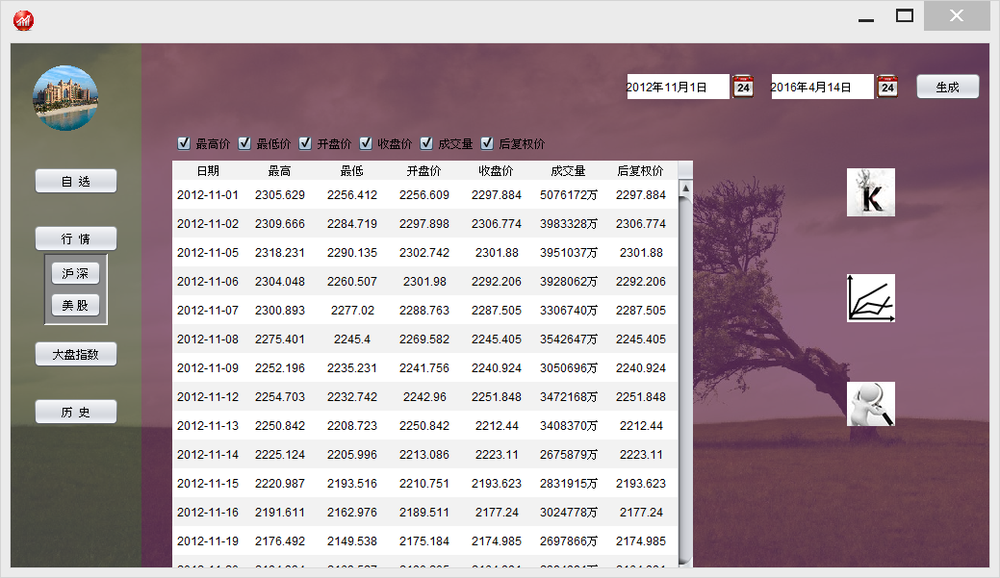 2012年11月1日 24 2016年4月14日 24 生成
最高价 最低价 开盘价 收盘价 成交量 后复权价
自 选
行 情
沪 深
美 股
大盘指数
历 史
日期 最高 最低 开盘价 收盘价 成交量 后复权价
2012-11-01 2305.629 2256.412 2256.609 2297.884 5076172万 2297.884
2012-11-02 2309.666 2284.719 2297.898 2306.774 3983328万 2306.774
2012-11-05 2318.231 2290.135 2302.742 2301.88 3951037万 2301.88
2012-11-06 2304.048 2260.507 2301.98 2292.206 3928062万 2292.206
2012-11-07 2300.893 2277.02 2288.763 2287.505 3306740万 2287.505
2012-11-08 2275.401 2245.4 2269.582 2245.405 3542647万 2245.405
2012-11-09 2252.196 2235.231 2241.756 2240.924 3050696万 2240.924
2012-11-12 2254.703 2232.742 2242.96 2251.848 3472168万 2251.848
2012-11-13 2250.842 2208.723 2250.842 2212.44 3408370万 2212.44
2012-11-14 2225.124 2205.996 2213.086 2223.11 2675879万 2223.11
2012-11-15 2220.987 2193.516 2210.751 2193.623 2831915万 2193.623
2012-11-16 2191.611 2162.976 2189.511 2177.24 3024778万 2177.24
2012-11-19 2176.492 2149.538 2175.184 2174.985 2697866万 2174.985
K